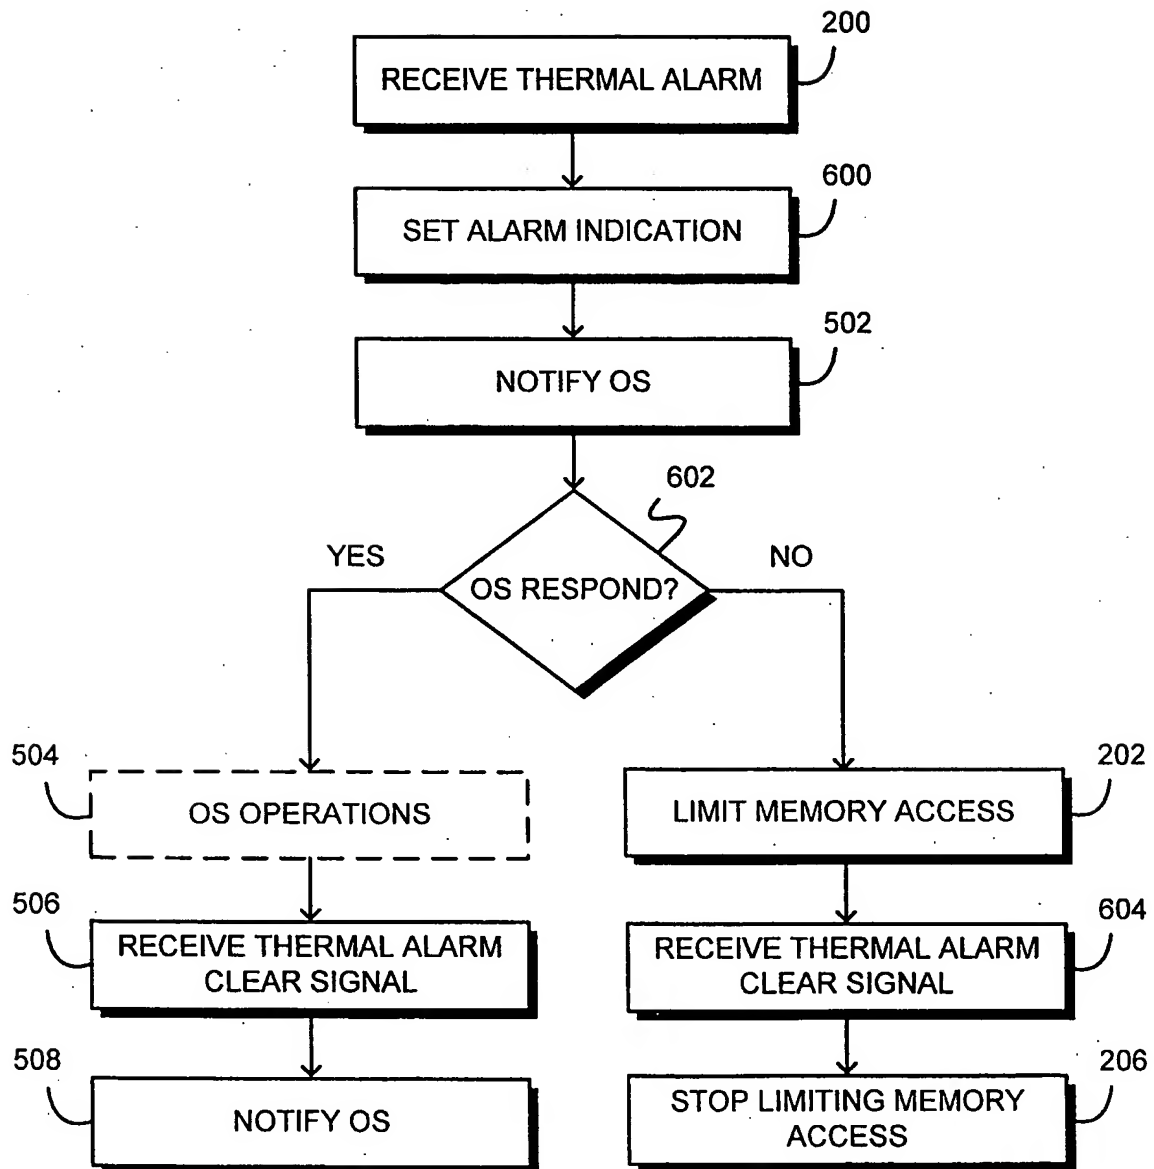 200
RECEIVE THERMAL ALARM
600
SET ALARM INDICATION
502
NOTIFY OS
602
YES
NO
OS RESPOND?
504
OS OPERATIONS
202
LIMIT MEMORY ACCESS
506
RECEIVE THERMAL ALARM
CLEAR SIGNAL
604
RECEIVE THERMAL ALARM
CLEAR SIGNAL
508
NOTIFY OS
206
STOP LIMITING MEMORY
ACCESS